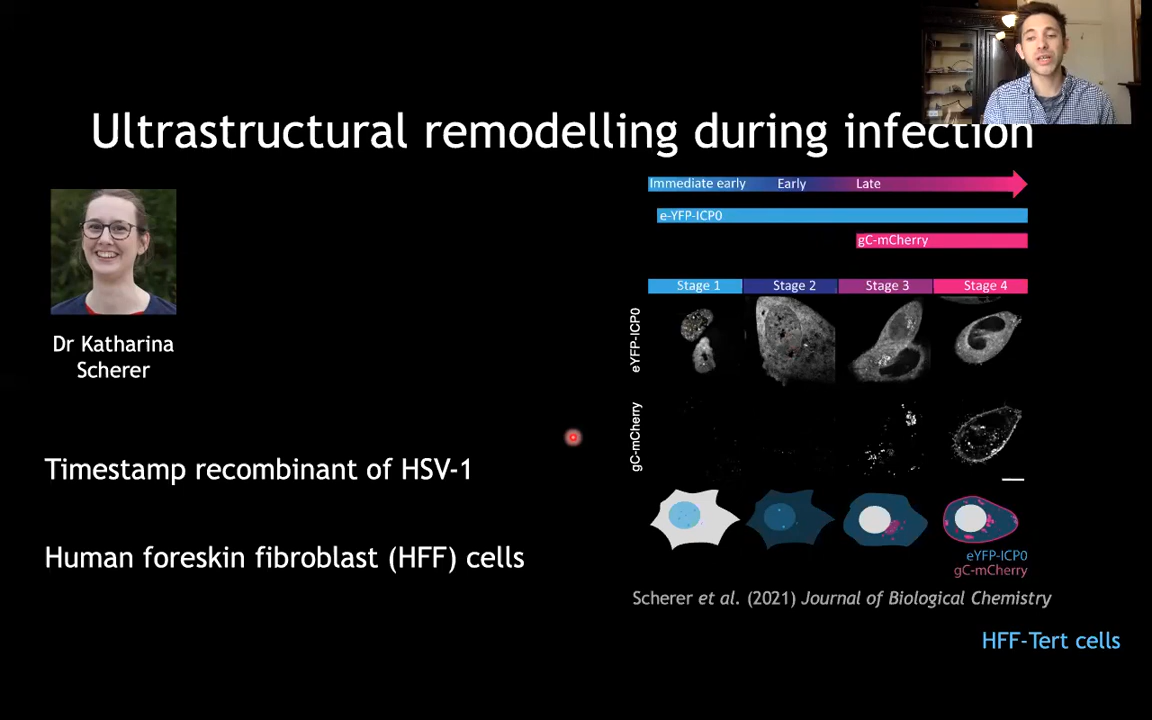 Ultrastructural remodelling during infection
Dr Katharina
Scherer
Timestamp recombinant of HSV-1
Human foreskin fibroblast (HFF) cells
Immediate early Early Late
e-YFP-ICP0
gC-mCherry
Stage 1 Stage 2 Stage 3 Stage 4
eYFP-ICP0
gC-mCherry
eYFP-ICP0
gC-mCherry
Scherer et al. (2021) Journal of Biological Chemistry
HFF-Tert cells